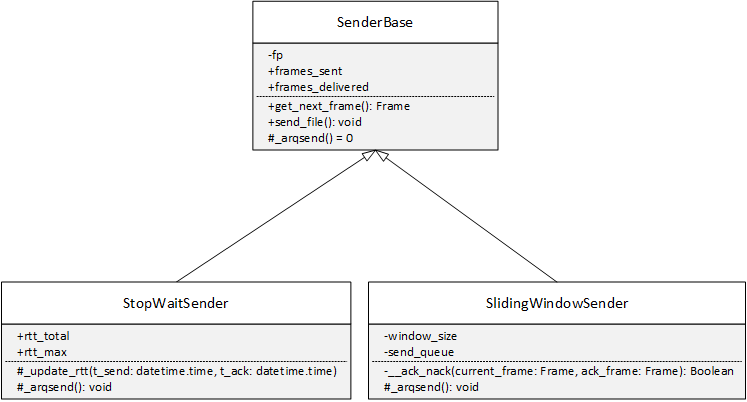 SenderBase
-fp
+frames_sent
+frames_delivered
+get_next_frame(): Frame
+send_file(): void
#_arqsend() = 0
StopWaitSender
+rtt_total
+rtt_max
#_update_rtt(t_send: datetime.time, t_ack: datetime.time)
#_arqsend(): void
SlidingWindowSender
-window_size
-send_queue
-__ack_nack(current_frame: Frame, ack_frame: Frame): Boolean
#_arqsend(): void